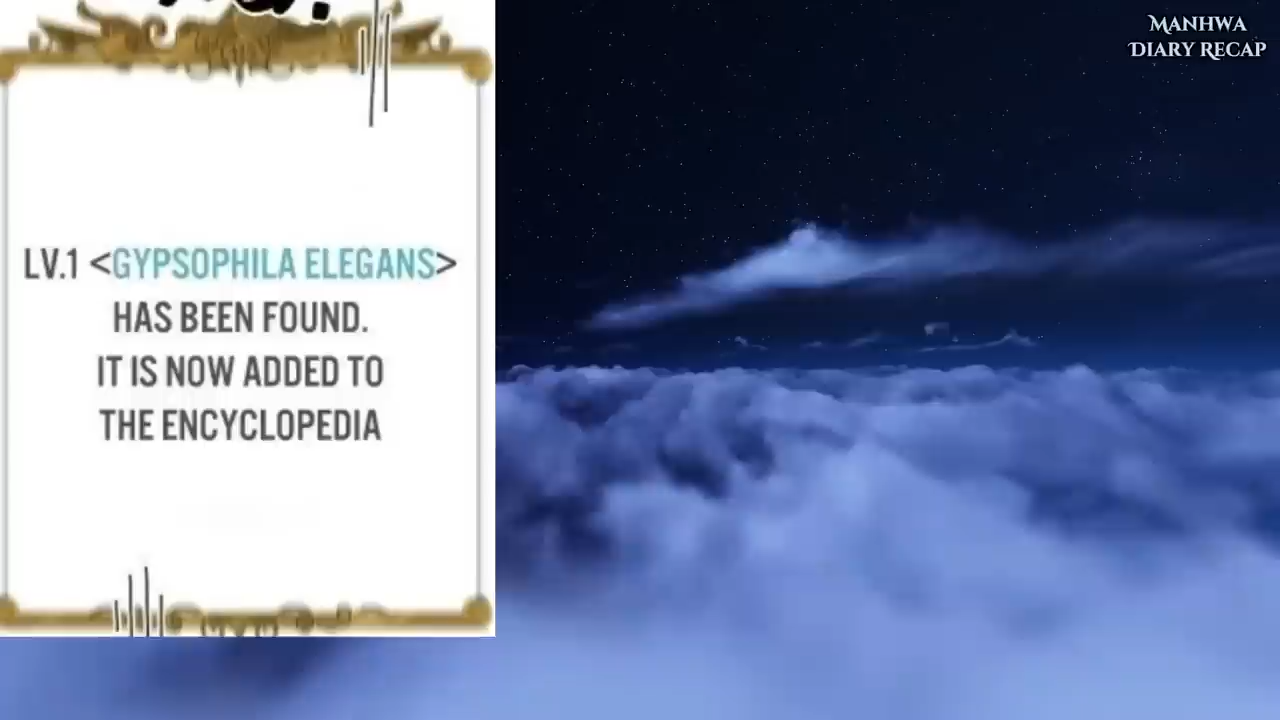 LV.1 <GYPSOPHILA ELEGANS>
HAS BEEN FOUND.
IT IS NOW ADDED TO
THE ENCYCLOPEDIA
MANHWA
DIARY RECAP